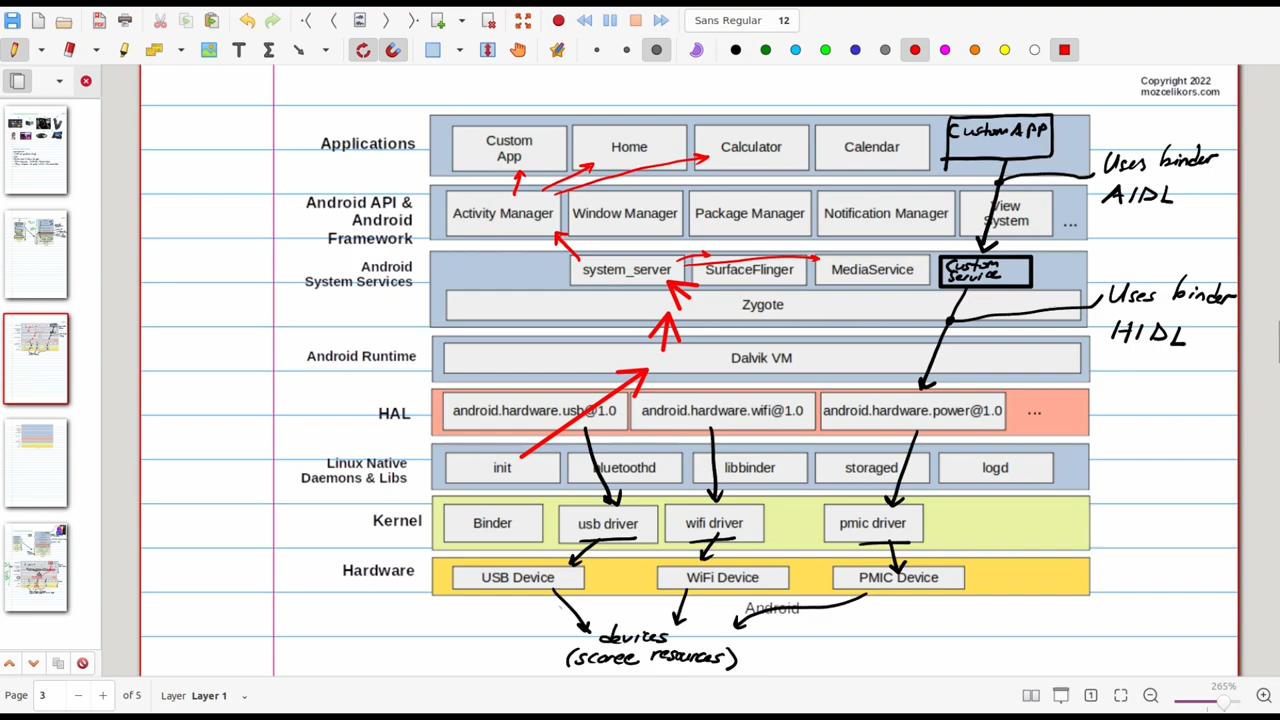 Sans Regular 12
Copyright 2022
mozcelikors.com
Applications
Custom
App
Home
Calculator
Calendar
Custom APP
Uses binder
AIDL
Android API &
Android
Framework
Activity Manager
Window Manager
Package Manager
Notification Manager
View
System
...
Android
System Services
system_server
SurfaceFlinger
MediaService
Custom
Service
Zygote
Uses binder
HIDL
Android Runtime
Dalvik VM
HAL
android.hardware.usb@1.0
android.hardware.wifi@1.0
android.hardware.power@1.0
...
Linux Native
Daemons & Libs
init
bluetoothd
libbinder
storaged
logd
Kernel
Binder
usb driver
wifi driver
pmic driver
Hardware
USB Device
WiFi Device
PMIC Device
Android
devices
(scoree resources)
Page 3 of 5
Layer Layer 1
265%